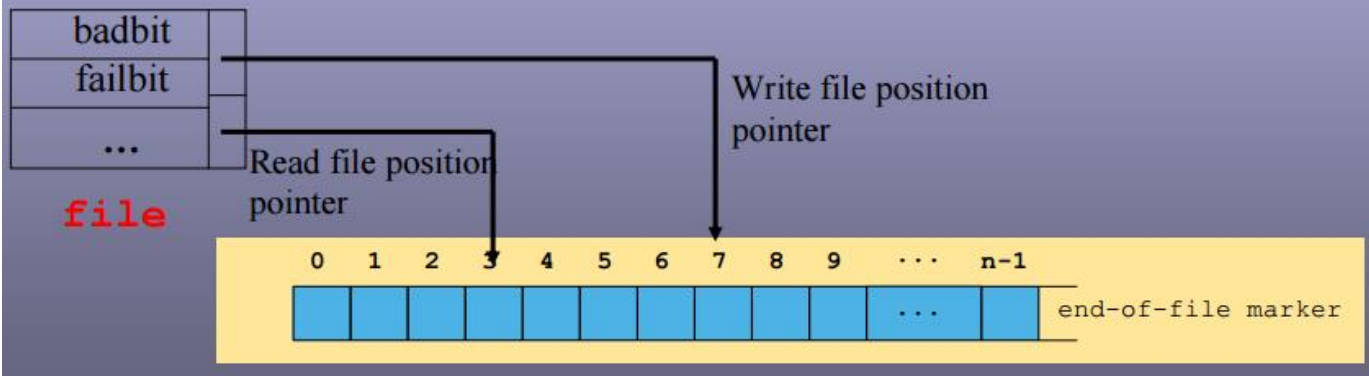 badbit
failbit
...
file
Write file position
pointer
Read file position
pointer
0 1 2 3 4 5 6 7 8 9 ... n-1
... end-of-file marker